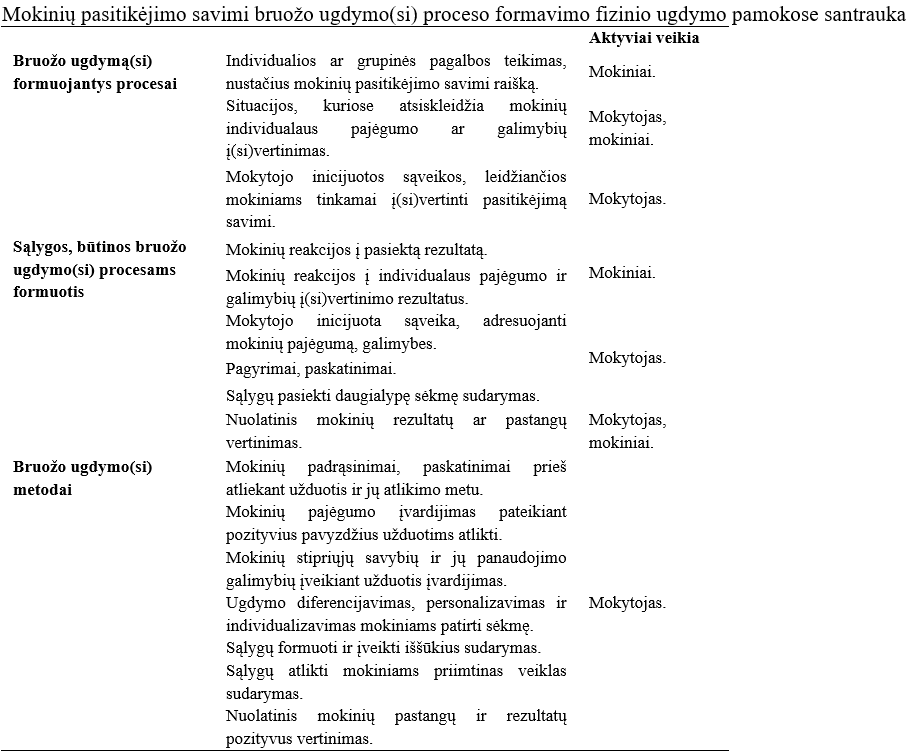 Mokinių pasitikėjimo savimi bruožo ugdymo(si) proceso formavimo fizinio ugdymo pamokose santrauka
Aktyviai veikia
Bruožo ugdymą(si)
formuojantys procesai
Individualios ar grupinės pagalbos teikimas,
nustačius mokinių pasitikėjimo savimi raišką.
Mokiniai.
Situacijos, kuriose atsiskleidžia mokinių
individualaus pajėgumo ar galimybių
į(si)vertinimas.
Mokytojas,
mokiniai.
Mokytojo inicijuotos sąveikos, leidžiančios
mokiniams tinkamai į(si)vertinti pasitikėjimą
savimi.
Mokytojas.
Sąlygos, būtinos bruožo
ugdymo(si) procesams
formuotis
Mokinių reakcijos į pasiektą rezultatą.
Mokinių reakcijos į individualaus pajėgumo ir
galimybių į(si)vertinimo rezultatus.
Mokiniai.
Mokytojo inicijuota sąveika, adresuojanti
mokinių pajėgumą, galimybes.
Pagyrimai, paskatinimai.
Sąlygų pasiekti daugialypę sėkmę sudarymas.
Mokytojas.
Nuolatinis mokinių rezultatų ar pastangų
vertinimas.
Mokytojas,
mokiniai.
Bruožo ugdymo(si)
metodai
Mokinių padrąsinimai, paskatinimai prieš
atliekant užduotis ir jų atlikimo metu.
Mokinių pajėgumo įvardijimas pateikiant
pozityvius pavyzdžius užduotims atlikti.
Mokinių stipriųjų savybių ir jų panaudojimo
galimybių įveikiant užduotis įvardijimas.
Ugdymo diferencijavimas, personalizavimas ir
individualizavimas mokiniams patirti sėkmę.
Sąlygų formuoti ir įveikti iššūkius sudarymas.
Sąlygų atlikti mokiniams priimtinas veiklas
sudarymas.
Nuolatinis mokinių pastangų ir rezultatų
pozityvus vertinimas.
Mokytojas.